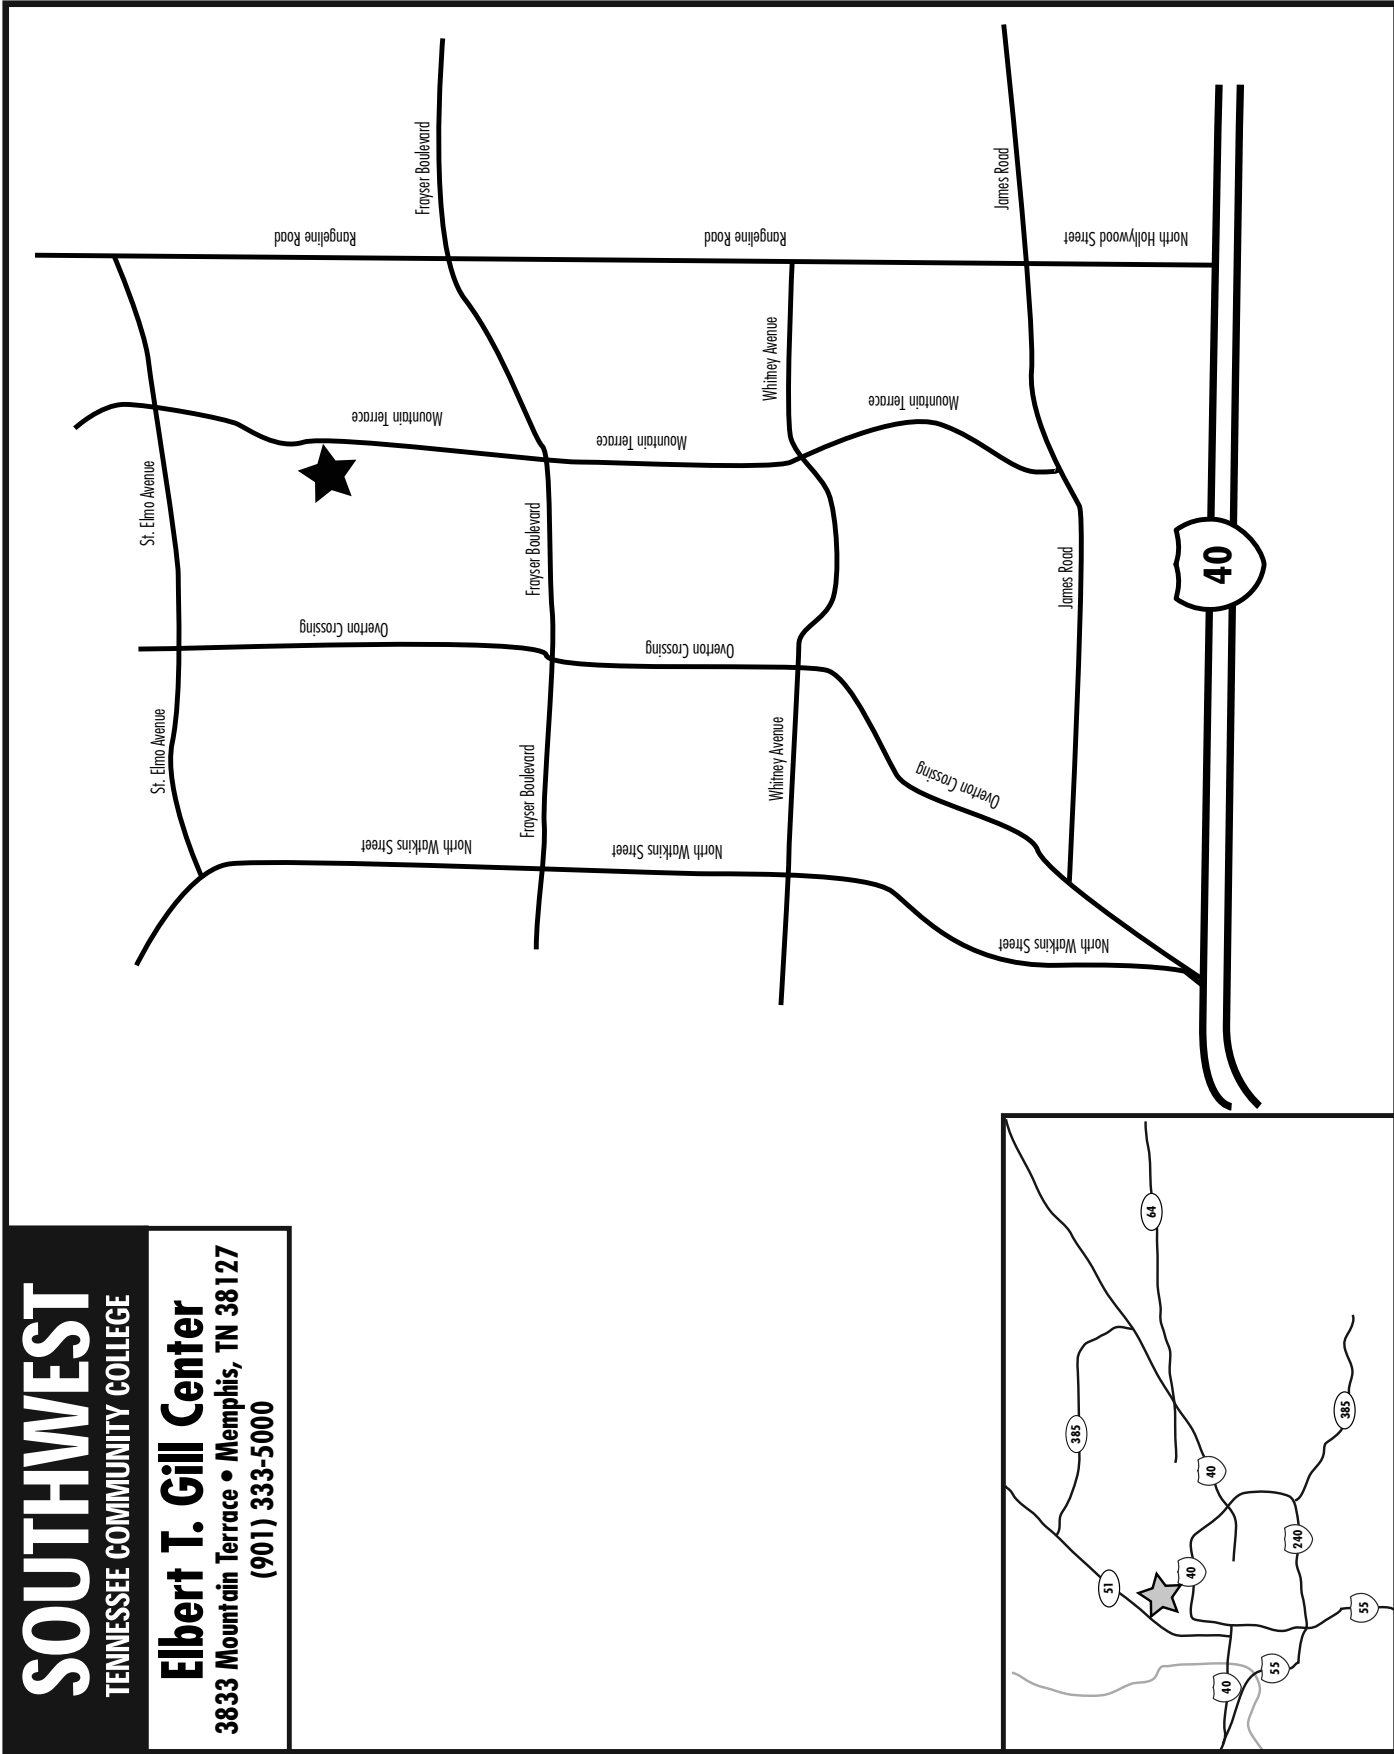 SOUTHWEST
TENNESSEE COMMUNITY COLLEGE
Elbert T. Gill Center
3833 Mountain Terrace • Memphis, TN 38127
(901) 333-5000
St. Elmo Avenue
St. Elmo Avenue
North Watkins Street
Overton Crossing
Mountain Terrace
Rangeline Road
Frayser Boulevard
Frayser Boulevard
Frayser Boulevard
North Watkins Street
Overton Crossing
Mountain Terrace
Rangeline Road
Whitney Avenue
Whitney Avenue
Overton Crossing
Mountain Terrace
James Road
James Road
North Watkins Street
North Hollywood Street
40
51
385
64
40
40
40
240
55
385
55